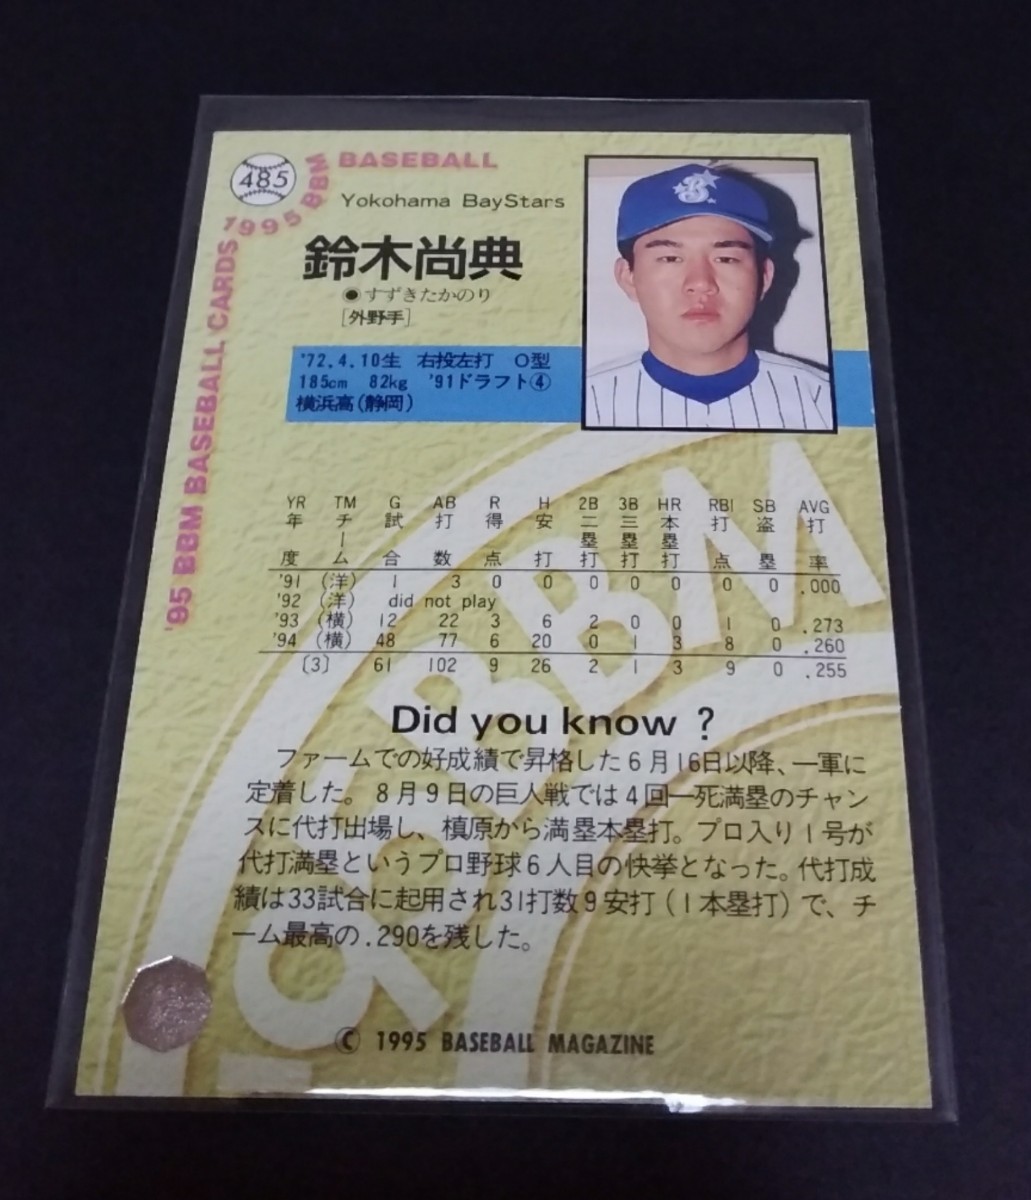 485
'95 BBM BASEBALL CARDS 1995 BBM BASEBALL
Yokohama BayStars
鈴木尚典
●すずきたかのり
[外野手]
'72.4.10生 右投左打 O型
185cm 82kg '91ドラフト④
横浜高(静岡)
YR TM G AB R H 2B 3B HR RBI SB AVG
年度 チーム 試合 打数 得点 安打 二塁打 三塁打 本塁打 打点 盗塁 打率
'91 (洋) 1 3 0 0 0 0 0 0 0 .000
'92 (洋) did not play
'93 (横) 12 22 3 6 2 0 0 1 0 .273
'94 (横) 48 77 6 20 0 1 3 8 0 .260
〔3〕 61 102 9 26 2 1 3 9 0 .255
Did you know ?
ファームでの好成績で昇格した6月16日以降、一軍に
定着した。8月9日の巨人戦では4回一死満塁のチャン
スに代打出場し、槙原から満塁本塁打。プロ入り1号が
代打満塁というプロ野球6人目の快挙となった。代打成
績は33試合に起用され31打数9安打(1本塁打)で、チ
ーム最高の.290を残した。
© 1995 BASEBALL MAGAZINE
B
BBM